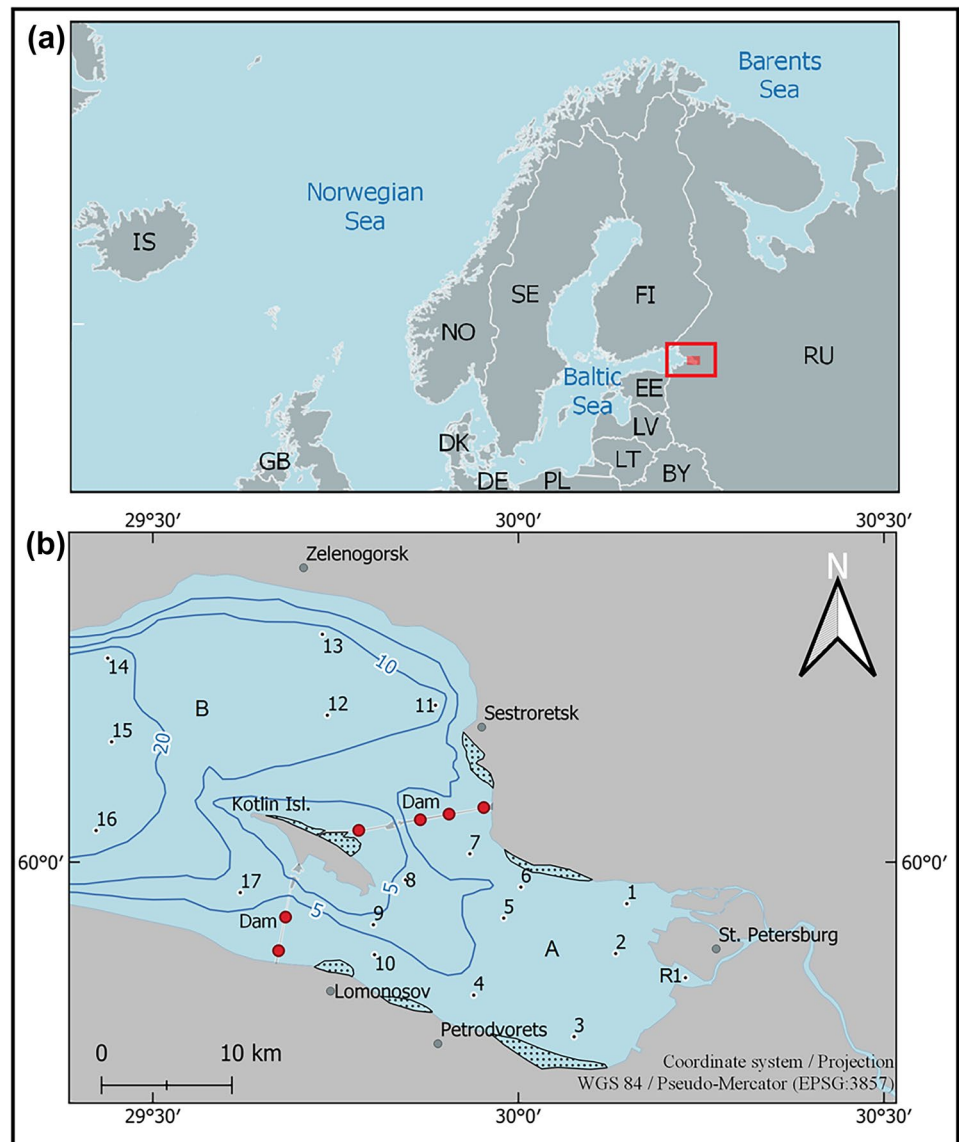 (a)
Barents
Sea
Norwegian
Sea
IS
SE
FI
NO
RU
Baltic
Sea
EE
LV
DK
LT
GB
BY
DE
PL
29°30′ 30°0′ 30°30′
(b)
Zelenogorsk
N
13
14
10
B
12
11
Sestroretsk
15
20
Kotlin Isl.
Dam
16
7
60°0′ 60°0′
8
6
17
5
1
5
9
5
Dam
A
2
St. Petersburg
10
R1
4
Lomonosov
3
Petrodvorets
0 10 km
Coordinate system / Projection
WGS 84 / Pseudo-Mercator (EPSG:3857)
29°30′ 30°0′ 30°30′